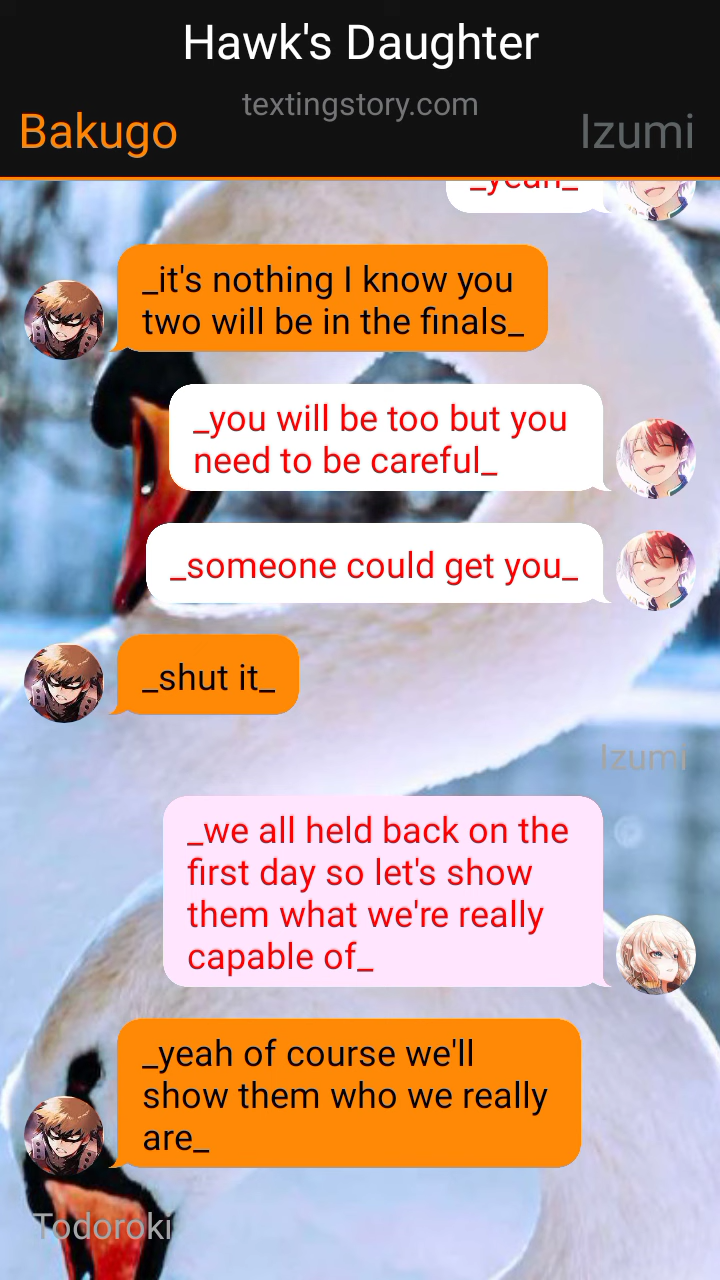 Hawk's Daughter
textingstory.com
Bakugo
Izumi
_yeah_
_it's nothing I know you
two will be in the finals_
_you will be too but you
need to be careful_
_someone could get you_
_shut it_
Izumi
_we all held back on the
first day so let's show
them what we're really
capable of_
_yeah of course we'll
show them who we really
are_
Todoroki